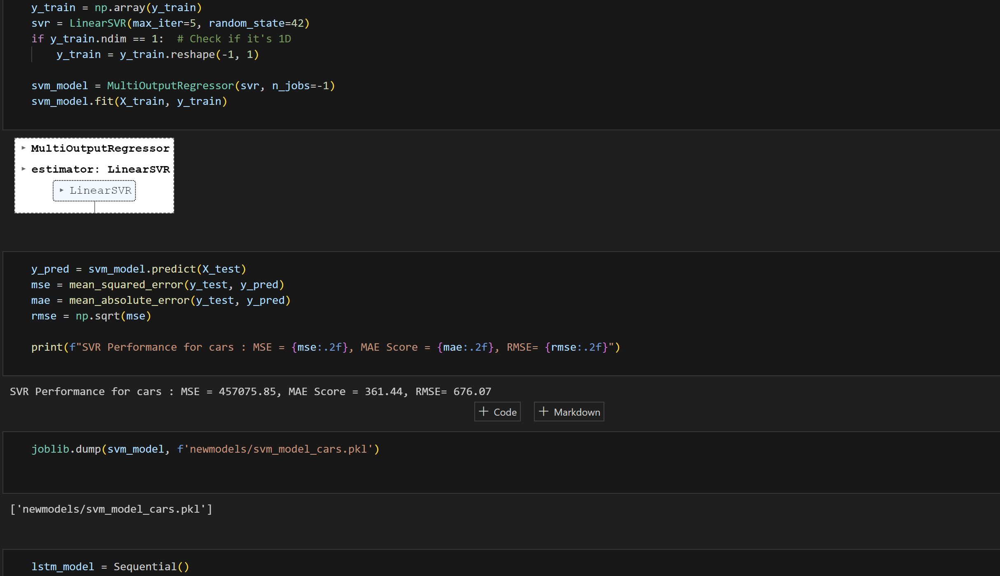 y_train = np.array(y_train)
svr = LinearSVR(max_iter=5, random_state=42)
if y_train.ndim == 1:  # Check if it's 1D
    y_train = y_train.reshape(-1, 1)
svm_model = MultiOutputRegressor(svr, n_jobs=-1)
svm_model.fit(X_train, y_train)
MultiOutputRegressor
estimator: LinearSVR
LinearSVR
y_pred = svm_model.predict(X_test)
mse = mean_squared_error(y_test, y_pred)
mae = mean_absolute_error(y_test, y_pred)
rmse = np.sqrt(mse)
print(f"SVR Performance for cars : MSE = {mse:.2f}, MAE Score = {mae:.2f}, RMSE= {rmse:.2f}")
SVR Performance for cars : MSE = 457075.85, MAE Score = 361.44, RMSE= 676.07
+ Code
+ Markdown
joblib.dump(svm_model, f'newmodels/svm_model_cars.pkl')
['newmodels/svm_model_cars.pkl']
lstm_model = Sequential()